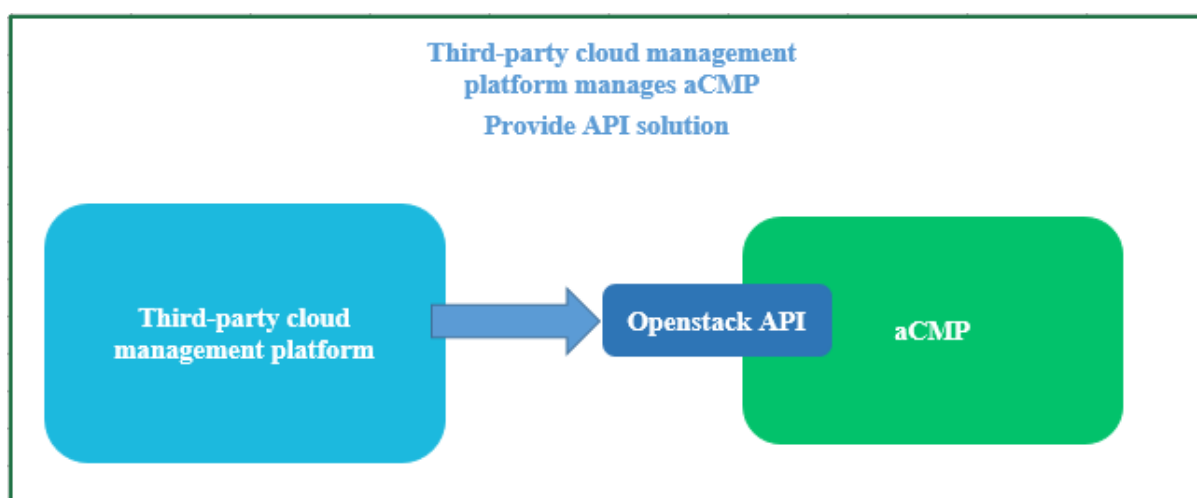 Third-party cloud management
platform manages aCMP
Provide API solution
Third-party cloud
management platform
Openstack API
aCMP